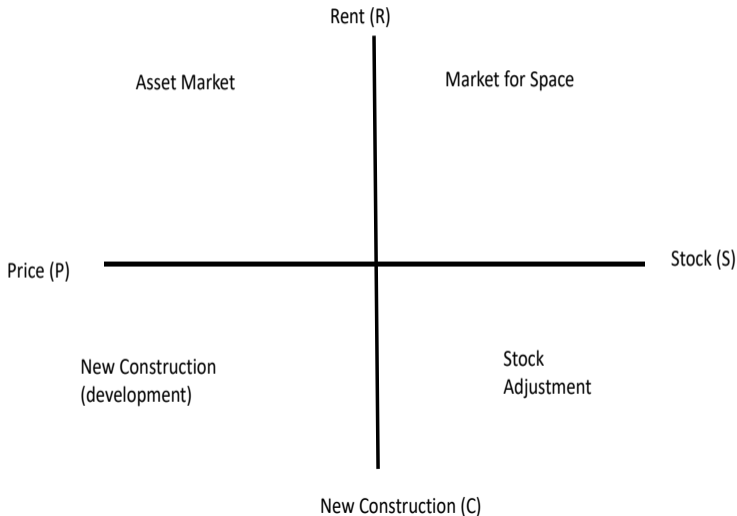 Rent (R)
Asset Market
Market for Space
Price (P)
Stock (S)
New Construction
(development)
Stock
Adjustment
New Construction (C)